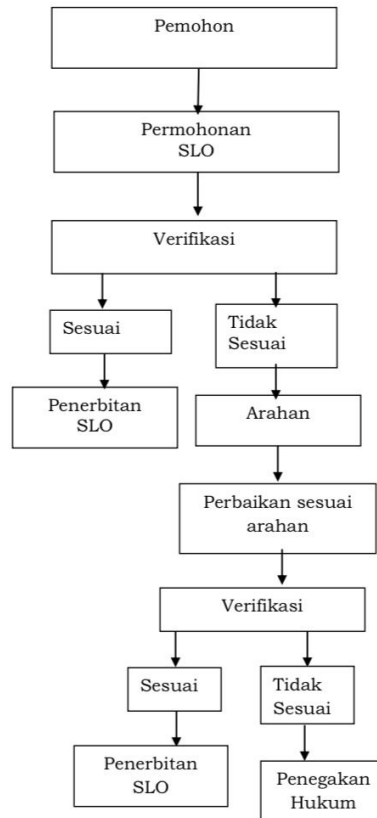 Pemohon
Permohonan
SLO
Verifikasi
Sesuai
Tidak
Sesuai
Penerbitan
SLO
Arahan
Perbaikan sesuai
arahan
Verifikasi
Sesuai
Tidak
Sesuai
Penerbitan
SLO
Penegakan
Hukum